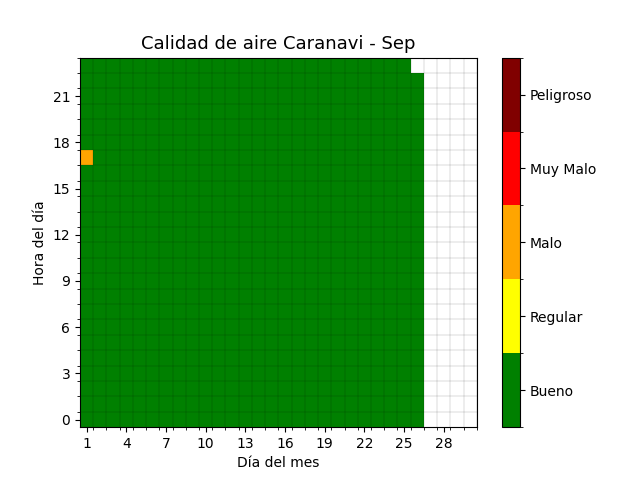 Calidad de aire Caranavi - Sep
Hora del día
21
18
15
12
9
6
3
0
1 4 7 10 13 16 19 22 25 28
Día del mes
Peligroso
Muy Malo
Malo
Regular
Bueno